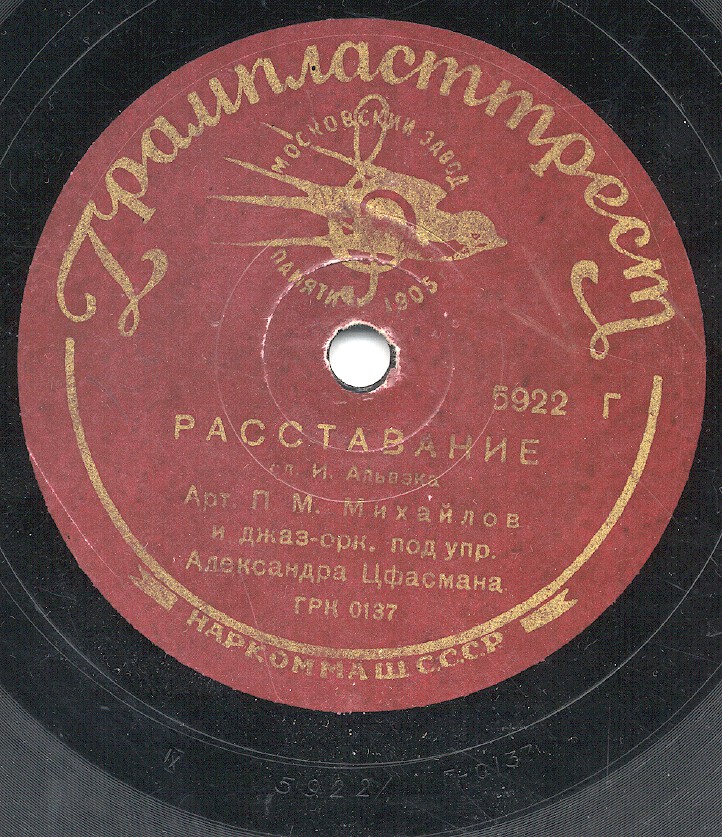 Грампласттрест
МОСКОВСКИЙ ЗАВОД
ПАМЯТИ 1905
5922 Г
РАССТАВАНИЕ
сл. И. Альвэка
Арт. П. М. Михайлов
и джаз-орк. под упр.
Александра Цфасмана
ГРК 0137
НАРКОММАШ С.С.С.Р
IX 5922/